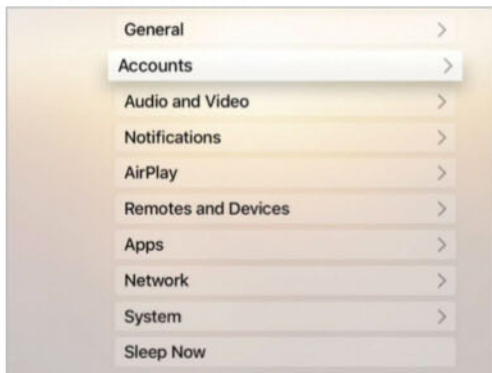 General
Accounts
Audio and Video
Notifications
AirPlay
Remotes and Devices
Apps
Network
System
Sleep Now